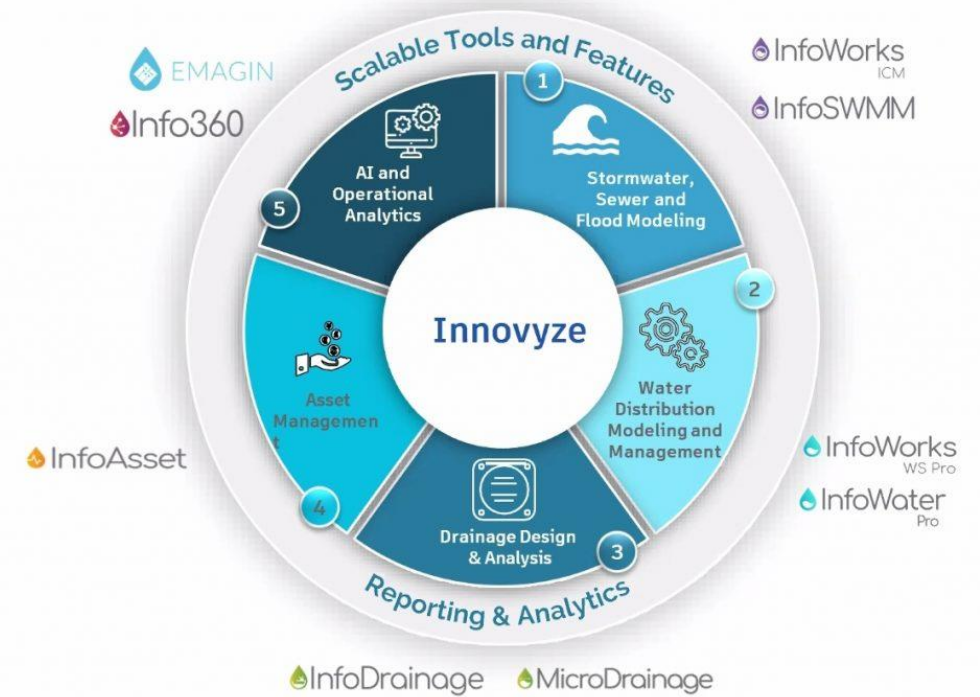 Scalable Tools and Features
EMAGIN
Info360
InfoWorks
ICM
InfoSWMM
1
Stormwater,
Sewer and
Flood Modeling
2
Water
Distribution
Modeling and
Management
InfoWorks
WS Pro
InfoWater
Pro
3
Drainage Design
& Analysis
InfoDrainage
MicroDrainage
4
Asset
Managemen
t
InfoAsset
5
AI and
Operational
Analytics
Innovyze
Reporting & Analytics